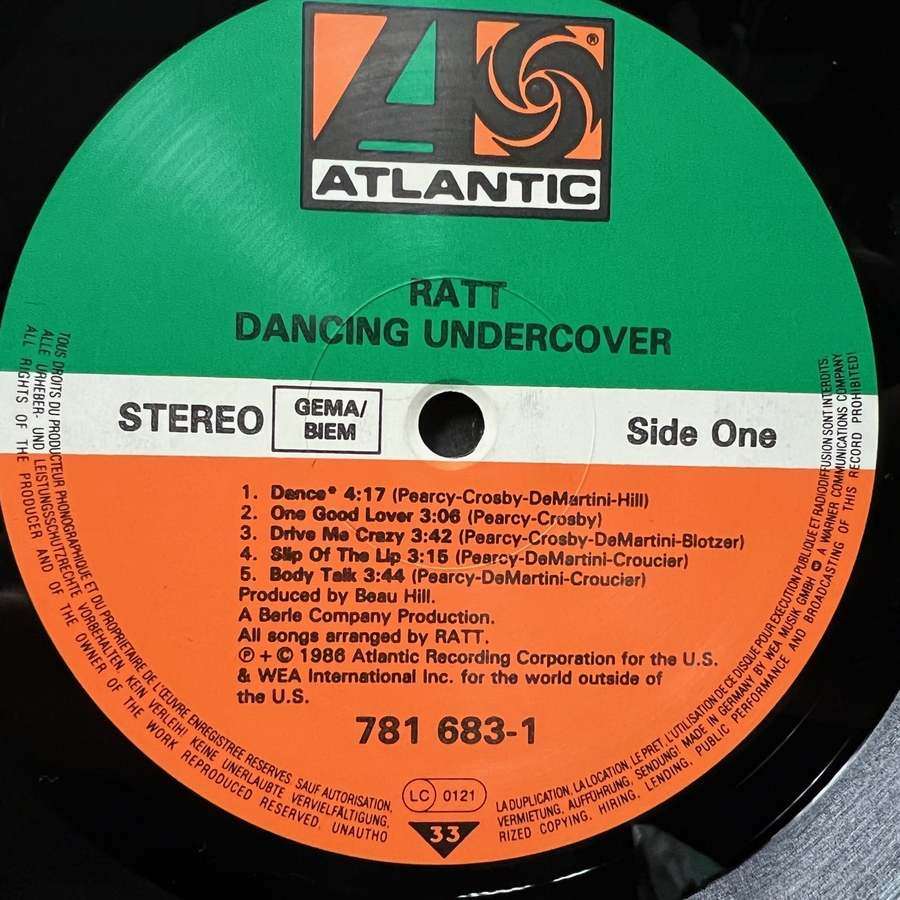 ®
ATLANTIC
RATT
DANCING UNDERCOVER
STEREO
GEMA/
BIEM
Side One
1. Dance* 4:17 (Pearcy-Crosby-DeMartini-Hill)
2. One Good Lover 3:06 (Pearcy-Crosby)
3. Drive Me Crazy 3:42 (Pearcy-Crosby-DeMartini-Blotzer)
4. Slip Of The Lip 3:15 (Pearcy-DeMartini-Croucier)
5. Body Talk 3:44 (Pearcy-DeMartini-Croucier)
Produced by Beau Hill.
A Berle Company Production.
All songs arranged by RATT.
℗ + © 1986 Atlantic Recording Corporation for the U.S.
& WEA International Inc. for the world outside of
the U.S.
781 683-1
LC 0121
33
TOUS DROITS DU PRODUCTEUR PHONOGRAPHIQUE ET DU PROPRIETAIRE DE L'ŒUVRE ENREGISTREE RESERVES SAUF AUTORISATION, LA DUPLICATION, LA LOCATION, LE PRET, L'UTILISATION DE CE DISQUE POUR EXECUTION PUBLIQUE ET RADIODIFFUSION SONT INTERDITS.
ALLE URHEBER- UND LEISTUNGSSCHUTZRECHTE VORBEHALTEN KEIN VERLEIH! KEINE UNERLAUBTE VERVIELFÄLTIGUNG, VERMIETUNG, AUFFÜHRUNG, SENDUNG! MADE IN GERMANY BY WEA MUSIK GMBH A WARNER COMMUNICATIONS COMPANY
ALL RIGHTS OF THE PRODUCER AND OF THE OWNER OF THE WORK REPRODUCED RESERVED, UNAUTHORIZED COPYING, HIRING, LENDING, PUBLIC PERFORMANCE AND BROADCASTING OF THIS RECORD PROHIBITED!